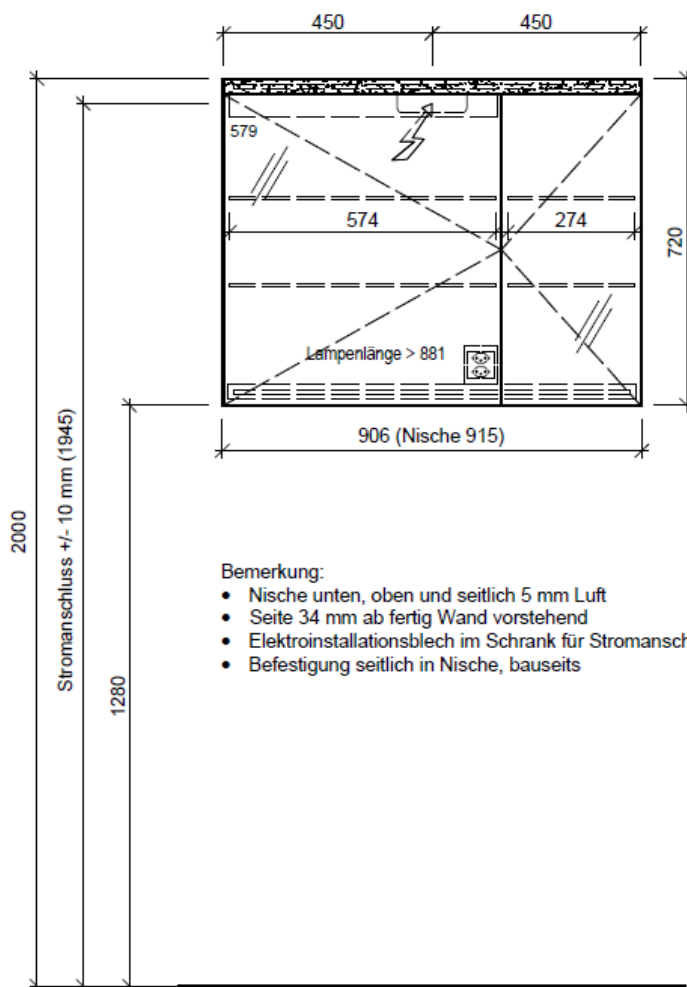 450
450
579
574
274
720
Lampenlänge > 881
906 (Nische 915)
2000
Stromanschluss +/- 10 mm (1945)
1280
Bemerkung:
• Nische unten, oben und seitlich 5 mm Luft
• Seite 34 mm ab fertig Wand vorstehend
• Elektroinstallationsblech im Schrank für Stromansch
• Befestigung seitlich in Nische, bauseits